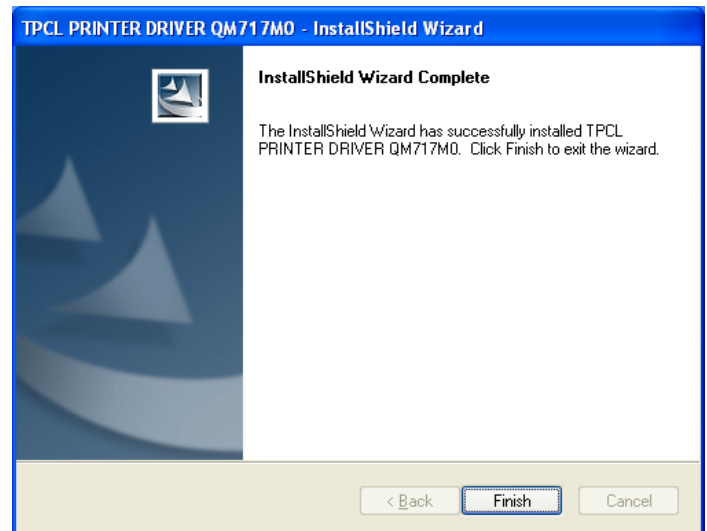 TPCL PRINTER DRIVER QM717M0 - InstallShield Wizard
InstallShield Wizard Complete
The InstallShield Wizard has successfully installed TPCL
PRINTER DRIVER QM717M0. Click Finish to exit the wizard.
< Back
Finish
Cancel